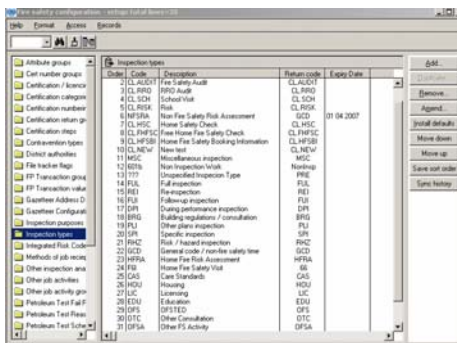 Fire safety configuration - setup: total lines=30
Help Format Access Records
Attribute groups
Cert number groups
Certification / licence
Certification categorie
Certification numberin
Certification return gr
Certification steps
Contravention types
District authorities
File tracker flags
FP Transaction group
FP Transaction value
Gazetteer Address D
Gazetteer Configurati
Inspection purposes
Inspection types
Integrated Risk Code
Methods of job reciep
Other inspection ana
Other job activities
Other job activity gro
Petroleum Test Fail F
Petroleum Test Reas
Petroleum Test Sche
Inspection types
Order Code Description Return code Expiry Date
2 CL.AUDIT Fire Safety Audit CL.AUDIT
3 CL.RRO RRO Audit CL.RRO
4 CL.SCH School Visit CL.SCH
5 CL.RISK Risk CL.RISK
6 NFSRA Non Fire Safety Risk Assessment GCD 01 04 2007
7 CL.HSC Home Safety Check CL.HSC
8 CL.FHFSC Free Home Fire Safety Check CL.FHFSC
9 CL.HFSBI Home Fire Safety Booking Information CL.HFSBI
10 CL.NEW New test CL.NEW
11 MSC Miscellaneous inspection MSC
12 Non Inspection Work NonInsp
13 ??? Unspecified Inspecion Type PRE
14 FUL Full inspection FUL
15 REI Re-inspection REI
16 FUI Follow-up inspection FUI
17 DPI During performance inspection DPI
18 BRG Building regulations / consultation BRG
19 PLI Other plans inspection PLI
20 SPI Specific inspection SPI
21 RHZ Risk / hazard inspection RHZ
22 GCD General code / non-fire safety time GCD
23 HFRA Home Fire Risk Assessment HFRA
24 F66 Home Fire Safety Visit 66
25 CAS Care Standards CAS
26 HOU Housing HOU
27 LIC Licensing LIC
28 EDU Education EDU
29 OFS OFSTED OFS
30 OTC Other Consultation OTC
31 OFSA Other FS Activity OFSA
Add...
Duplicate
Remove...
Amend...
Install defaults
Move down
Move up
Save sort order
Sync history